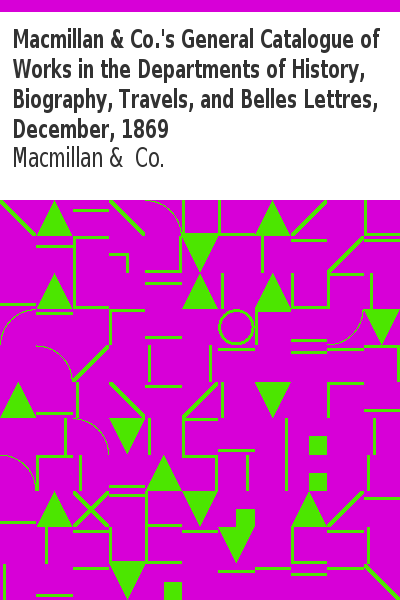 Macmillan & Co.'s General Catalogue of
Works in the Departments of History,
Biography, Travels, and Belles Lettres,
December, 1869
Macmillan & Co.